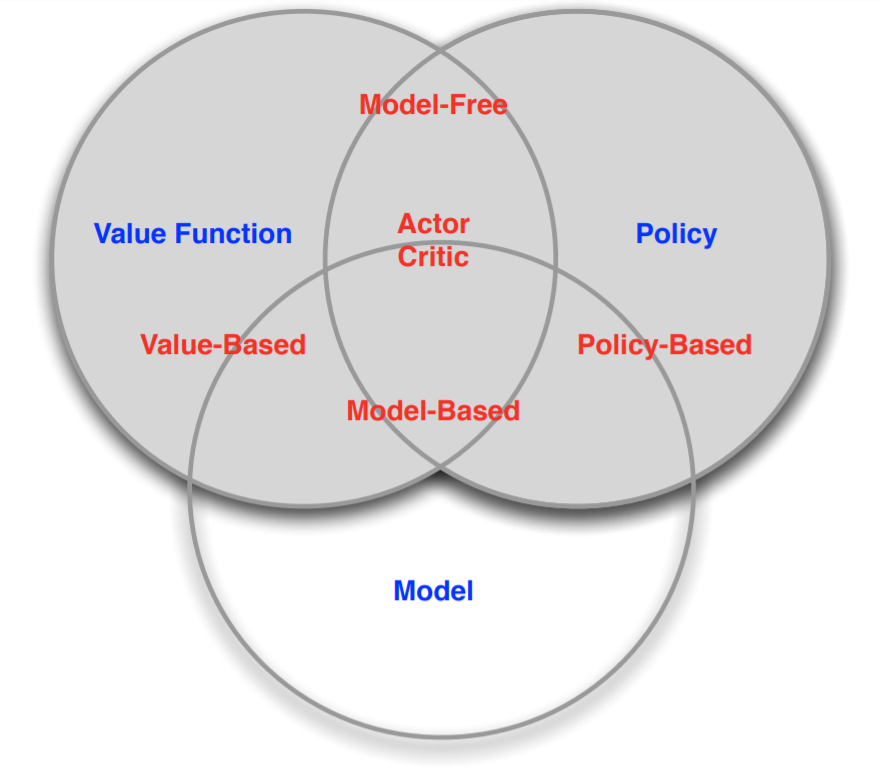 Model-Free
Actor
Critic
Value Function
Policy
Value-Based
Policy-Based
Model-Based
Model